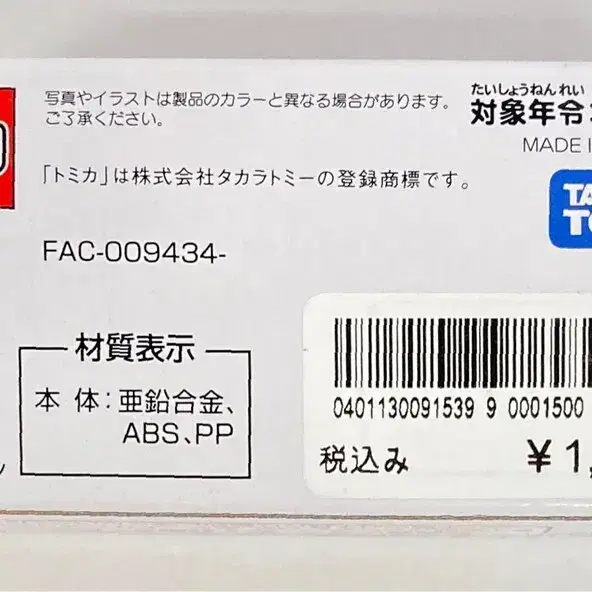 写真やイラストは製品のカラーと異なる場合があります。
ご了承ください。
たいしょうねんれい
対象年令
MADE I
「トミカ」は株式会社タカラトミーの登録商標です。
TA
TO
FAC-009434-
材質表示
本 体:亜鉛合金、
ABS、PP
0401130091539 9 0001500
税込み ¥1,